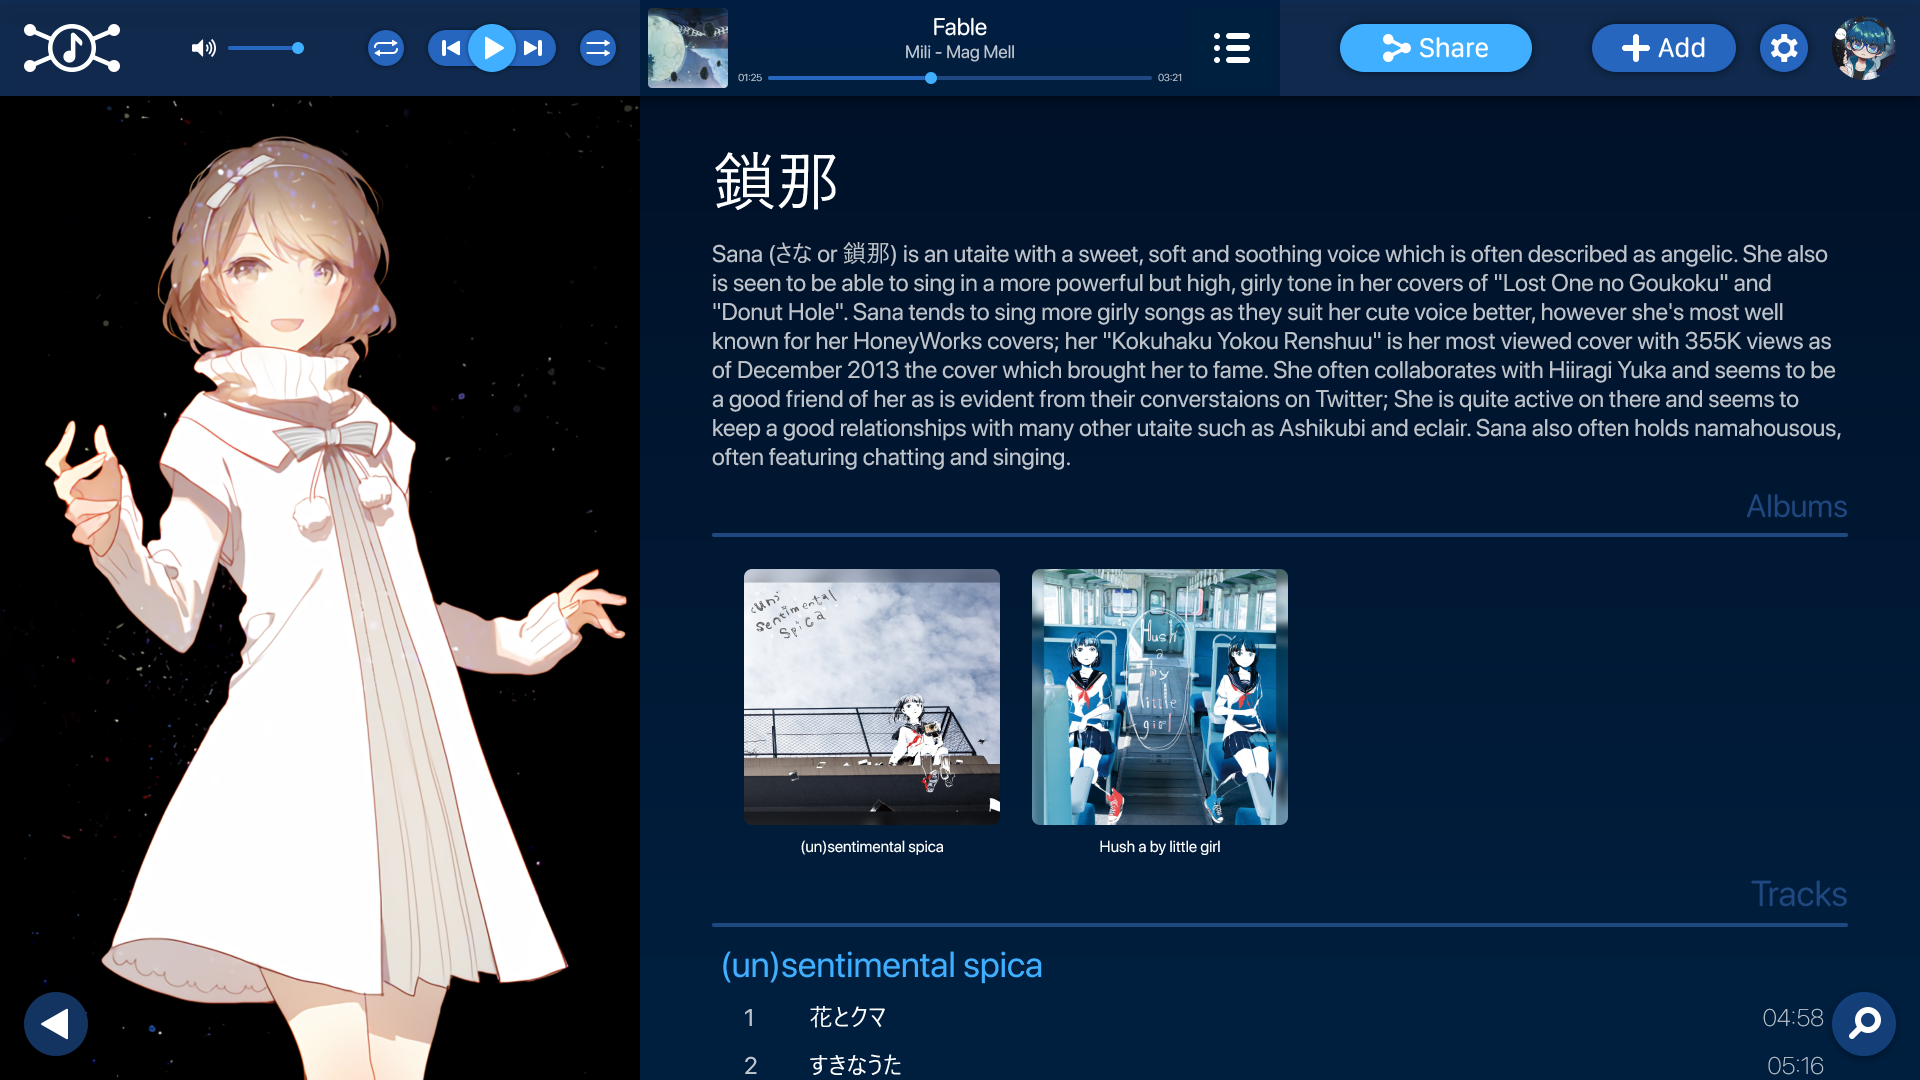 Fable
Mili - Mag Mell
01:25
03:21
Share
Add
鎖那
Sana (さな or 鎖那) is an utaite with a sweet, soft and soothing voice which is often described as angelic. She also
is seen to be able to sing in a more powerful but high, girly tone in her covers of "Lost One no Goukoku" and
"Donut Hole". Sana tends to sing more girly songs as they suit her cute voice better, however she's most well
known for her HoneyWorks covers; her "Kokuhaku Yokou Renshuu" is her most viewed cover with 355K views as
of December 2013 the cover which brought her to fame. She often collaborates with Hiiragi Yuka and seems to be
a good friend of her as is evident from their converstaions on Twitter; She is quite active on there and seems to
keep a good relationships with many other utaite such as Ashikubi and eclair. Sana also often holds namahousous,
often featuring chatting and singing.
Albums
(un)
sentimental
spica
Hush
a
by
little
girl
(un)sentimental spica
Hush a by little girl
Tracks
(un)sentimental spica
1 花とクマ 04:58
2 すきなうた 05:16